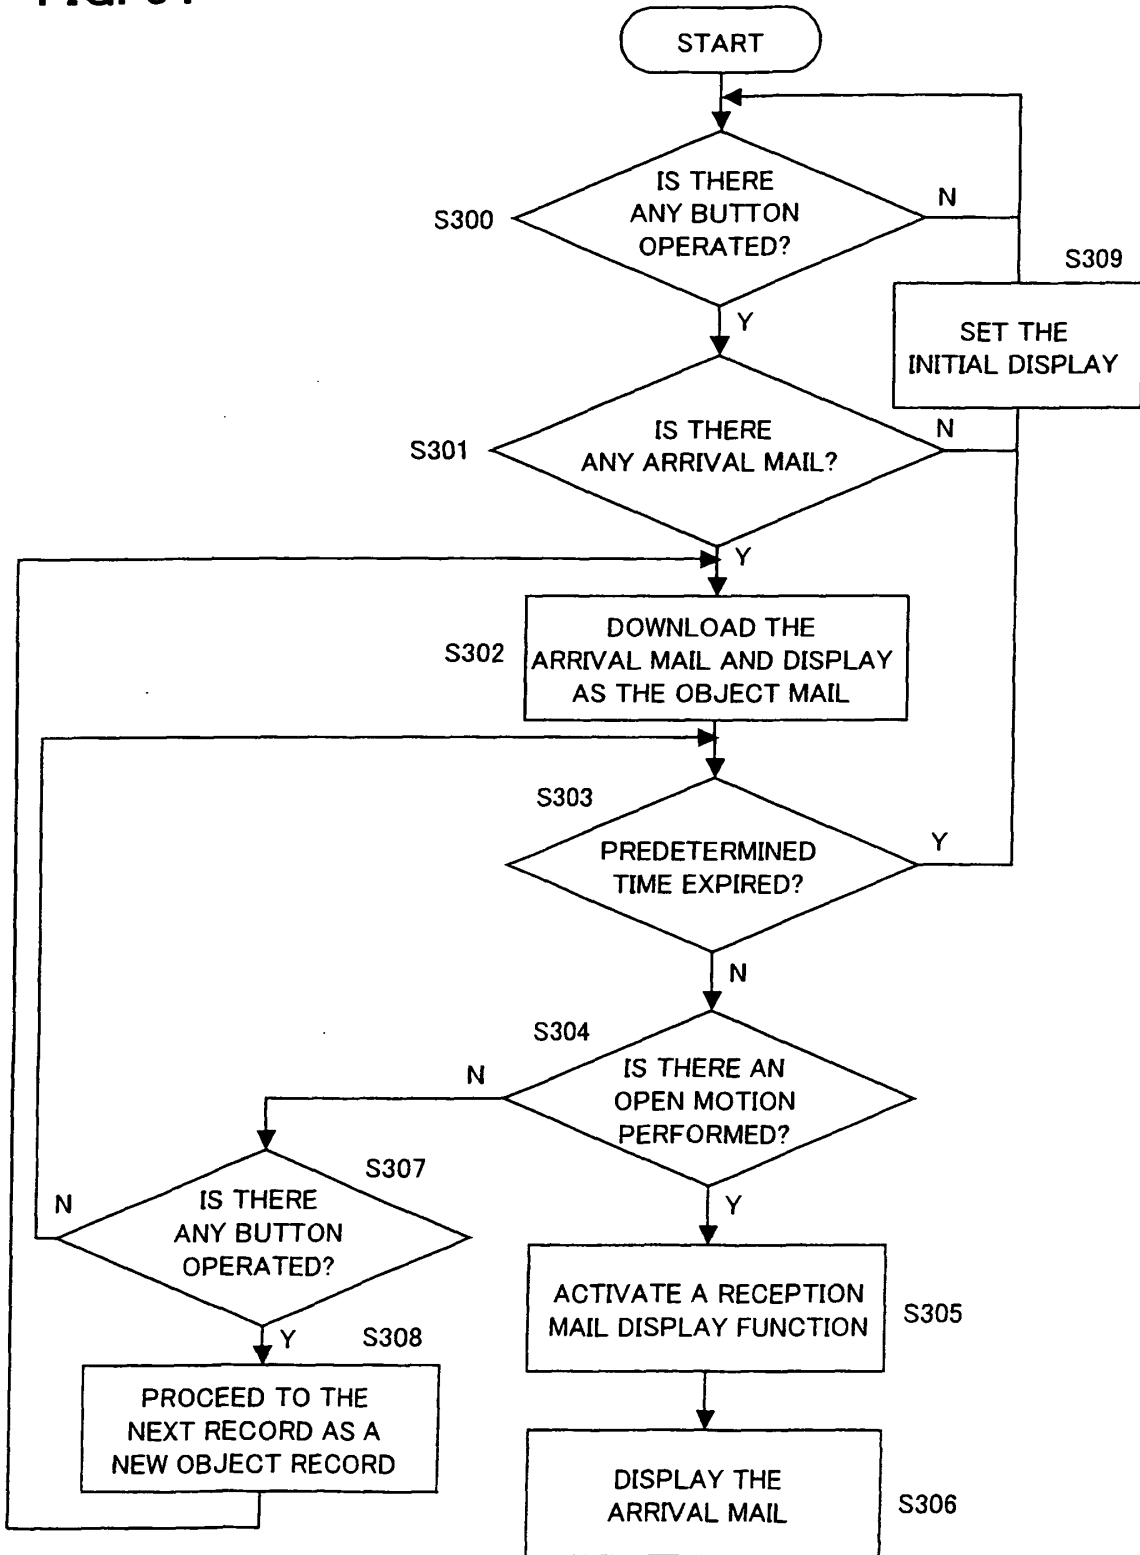 START
IS THERE
ANY BUTTON
OPERATED?
S300
N
Y
S309
SET THE
INITIAL DISPLAY
IS THERE
ANY ARRIVAL MAIL?
S301
N
Y
DOWNLOAD THE
ARRIVAL MAIL AND DISPLAY
AS THE OBJECT MAIL
S302
S303
PREDETERMINED
TIME EXPIRED?
Y
N
S304
IS THERE AN
OPEN MOTION
PERFORMED?
N
Y
S307
IS THERE
ANY BUTTON
OPERATED?
N
Y
S308
PROCEED TO THE
NEXT RECORD AS A
NEW OBJECT RECORD
ACTIVATE A RECEPTION
MAIL DISPLAY FUNCTION
S305
DISPLAY THE
ARRIVAL MAIL
S306